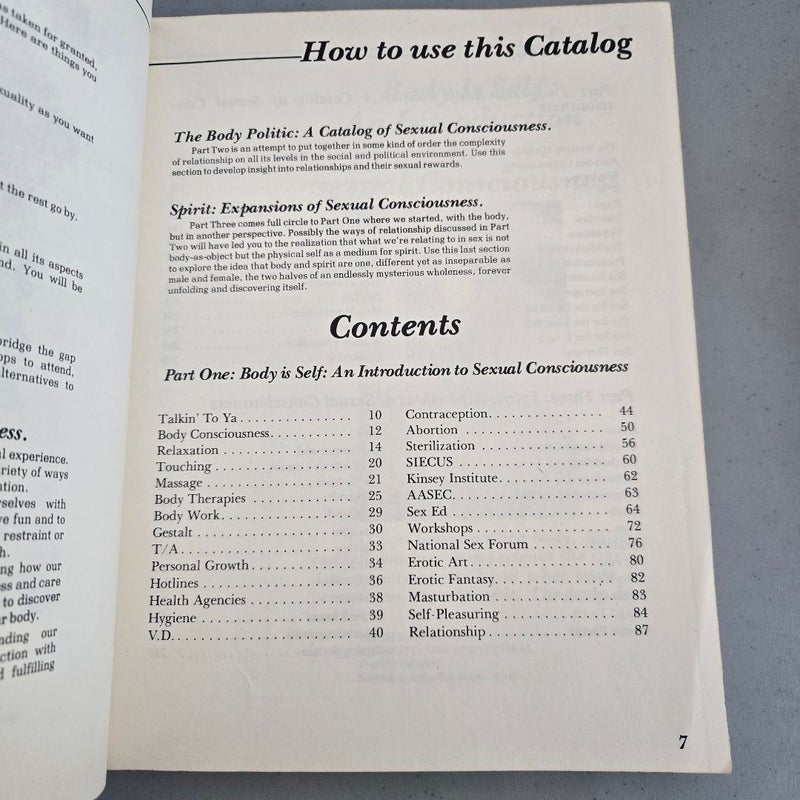 s taken for granted,
Here are things you
uality as you want
t the rest go by.
in all its aspects
nd. You will be
bridge the gap
ops to attend,
lternatives to
ess.
al experience.
riety of ways
ation.
rselves with
e fun and to
restraint or
h.
ng how our
ss and care
to discover
r body.
nding our
ction with
d fulfilling
How to use this Catalog
The Body Politic: A Catalog of Sexual Consciousness.
Part Two is an attempt to put together in some kind of order the complexity
of relationship on all its levels in the social and political environment. Use this
section to develop insight into relationships and their sexual rewards.
Spirit: Expansions of Sexual Consciousness.
Part Three comes full circle to Part One where we started, with the body,
but in another perspective. Possibly the ways of relationship discussed in Part
Two will have led you to the realization that what we're relating to in sex is not
body-as-object but the physical self as a medium for spirit. Use this last section
to explore the idea that body and spirit are one, different yet as inseparable as
male and female, the two halves of an endlessly mysterious wholeness, forever
unfolding and discovering itself.
Contents
Part One: Body is Self: An Introduction to Sexual Consciousness
Talkin' To Ya . . . . . . . . . . . . . . 10
Body Consciousness. . . . . . . . . . 12
Relaxation . . . . . . . . . . . . . . . . 14
Touching . . . . . . . . . . . . . . . . . 20
Massage . . . . . . . . . . . . . . . . . . 21
Body Therapies . . . . . . . . . . . . . 25
Body Work. . . . . . . . . . . . . . . . 29
Gestalt . . . . . . . . . . . . . . . . . . 30
T/A. . . . . . . . . . . . . . . . . . . . . 33
Personal Growth. . . . . . . . . . . . . 34
Hotlines . . . . . . . . . . . . . . . . . . 36
Health Agencies . . . . . . . . . . . . . 38
Hygiene . . . . . . . . . . . . . . . . . . 39
V.D. . . . . . . . . . . . . . . . . . . . . 40
Contraception. . . . . . . . . . . . . . 44
Abortion . . . . . . . . . . . . . . . . . 50
Sterilization . . . . . . . . . . . . . . . 56
SIECUS . . . . . . . . . . . . . . . . . . 60
Kinsey Institute. . . . . . . . . . . . . 62
AASEC. . . . . . . . . . . . . . . . . . . 63
Sex Ed . . . . . . . . . . . . . . . . . . 64
Workshops . . . . . . . . . . . . . . . . 72
National Sex Forum . . . . . . . . . . 76
Erotic Art. . . . . . . . . . . . . . . . . 80
Erotic Fantasy. . . . . . . . . . . . . . 82
Masturbation . . . . . . . . . . . . . . 83
Self-Pleasuring . . . . . . . . . . . . . 84
Relationship . . . . . . . . . . . . . . . 87
7